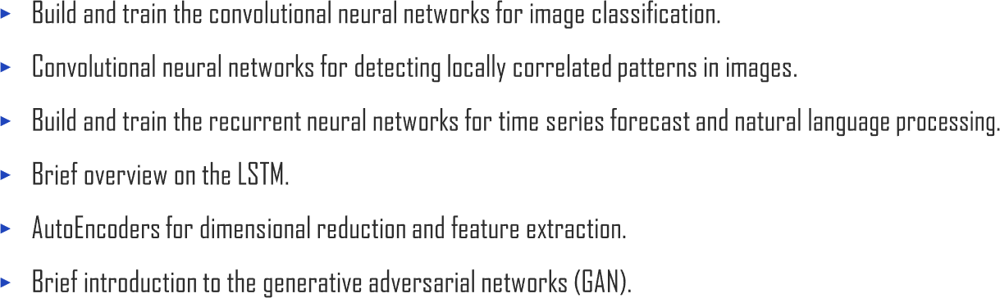 ► Build and train the convolutional neural networks for image classification.
► Convolutional neural networks for detecting locally correlated patterns in images.
► Build and train the recurrent neural networks for time series forecast and natural language processing.
► Brief overview on the LSTM.
► AutoEncoders for dimensional reduction and feature extraction.
► Brief introduction to the generative adversarial networks (GAN).